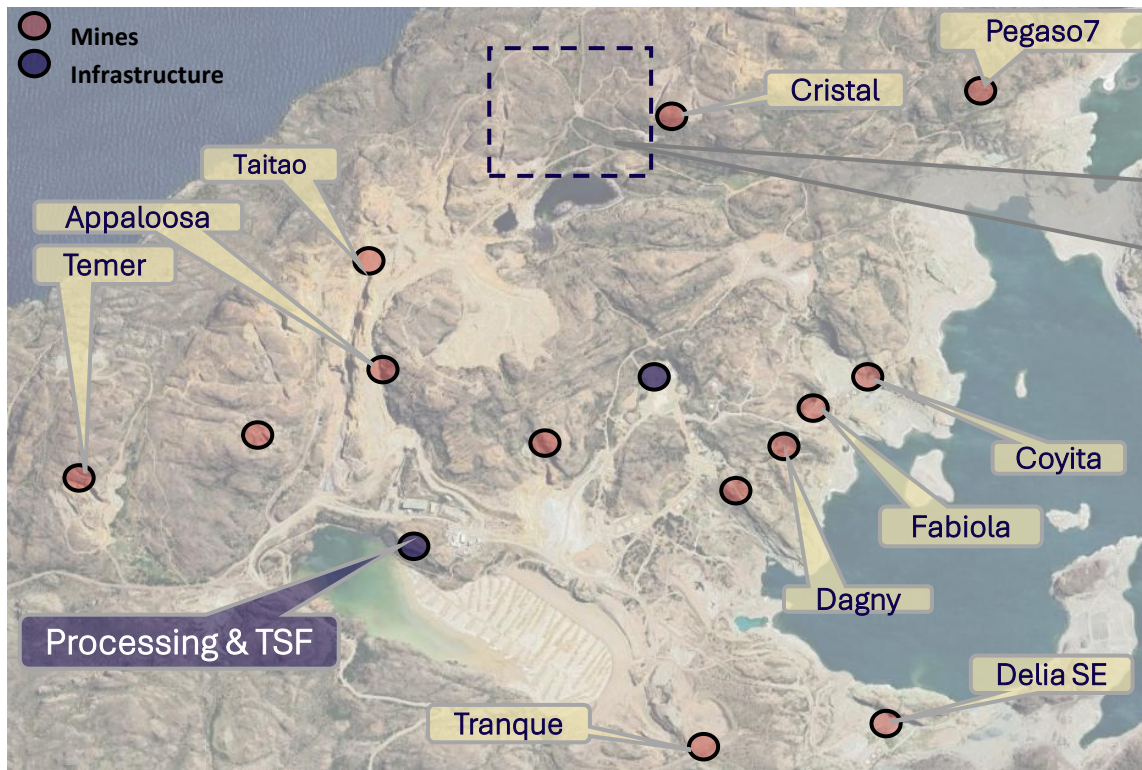 Mines
Infrastructure
Pegaso7
Cristal
Taitao
Appaloosa
Temer
Coyita
Fabiola
Dagny
Processing & TSF
Delia SE
Tranque